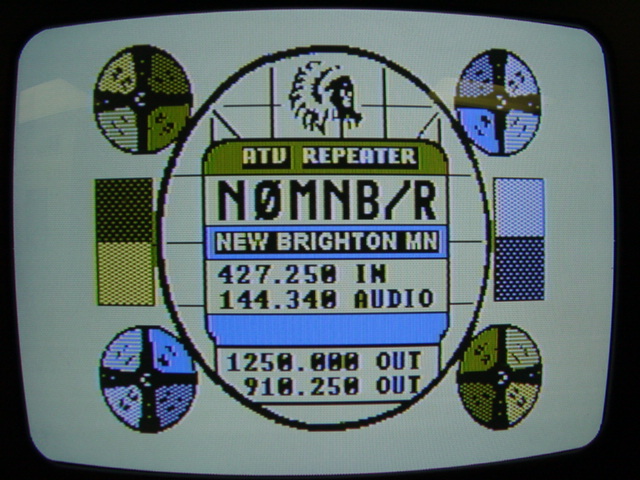 ATV REPEATER
NØMNB/R
NEW BRIGHTON MN
427.250 IN
144.340 AUDIO
1250.000 OUT
910.250 OUT